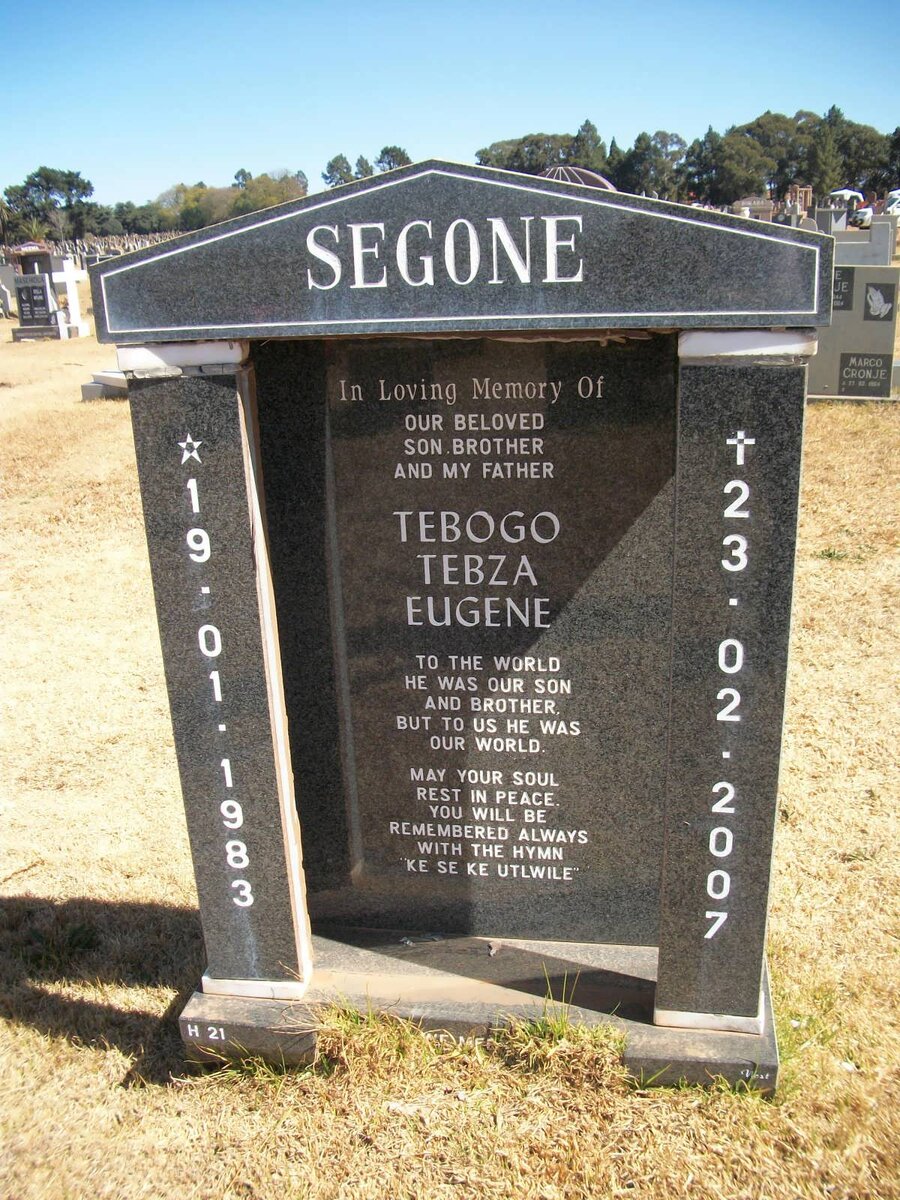 SEGONE
In Loving Memory Of
OUR BELOVED
SON.BROTHER
AND MY FATHER
TEBOGO
TEBZA
EUGENE
TO THE WORLD
HE WAS OUR SON
AND BROTHER.
BUT TO US HE WAS
OUR WORLD.
MAY YOUR SOUL
REST IN PEACE.
YOU WILL BE
REMEMBERED ALWAYS
WITH THE HYMN
"KE SE KE UTLWILE"
19.01.1983
23.02.2007
H 21
MARCO
CRONJE